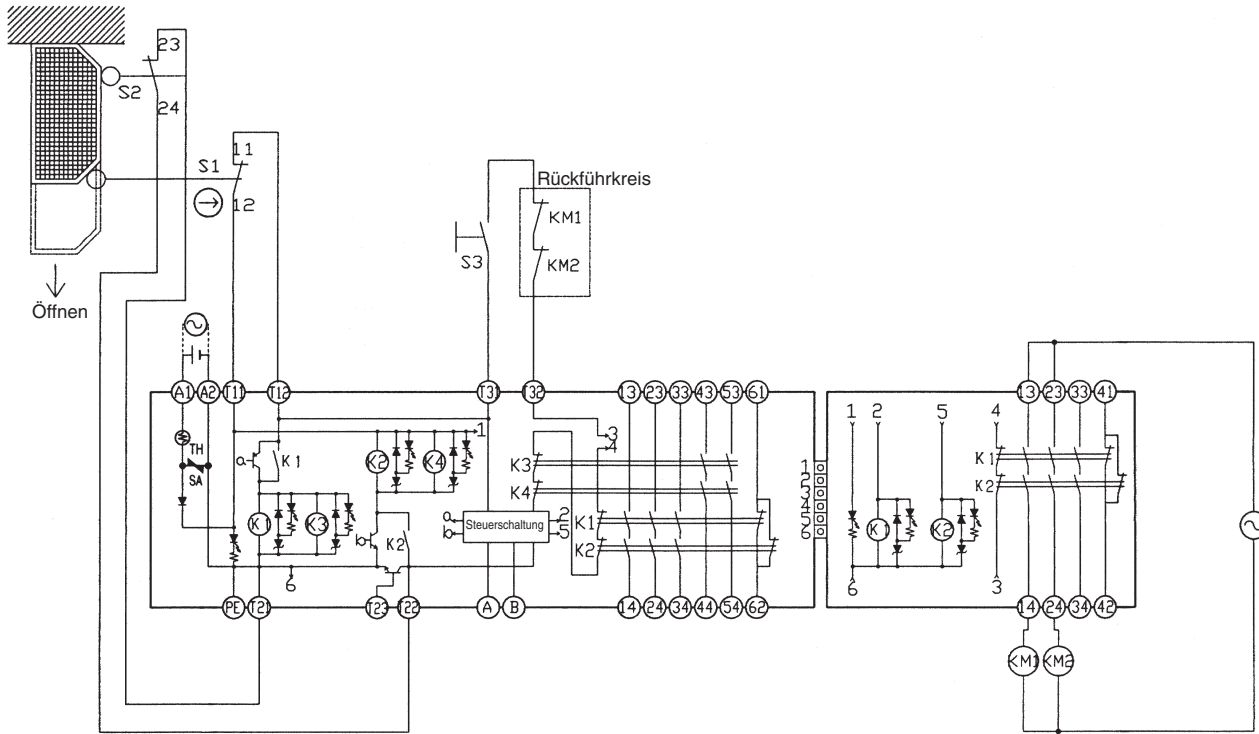 23
S2
24
11
S1
12
Öffnen
Rückführkreis
KM1
KM2
S3
A1 A2 T11 T12 T31 T32 13 23 33 43 53 61
13 23 33 41
TH
SA
a
K1
K2
K4
1
3
4
K3
K4
K1
K3
b
K2
a
b
Steuerschaltung
2
5
K1
K2
6
1
2
3
4
5
6
1 2 5 4
K1
K2
K1
K2
6
3
PE T21 T23 T22 A B 14 24 34 44 54 62
14 24 34 42
KM1 KM2